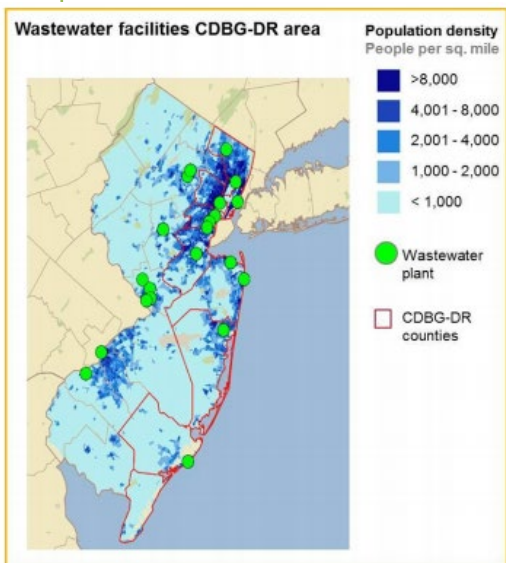 Wastewater facilities CDBG-DR area
Population density
People per sq. mile
>8,000
4,001 - 8,000
2,001 - 4,000
1,000 - 2,000
< 1,000
Wastewater
plant
CDBG-DR
counties